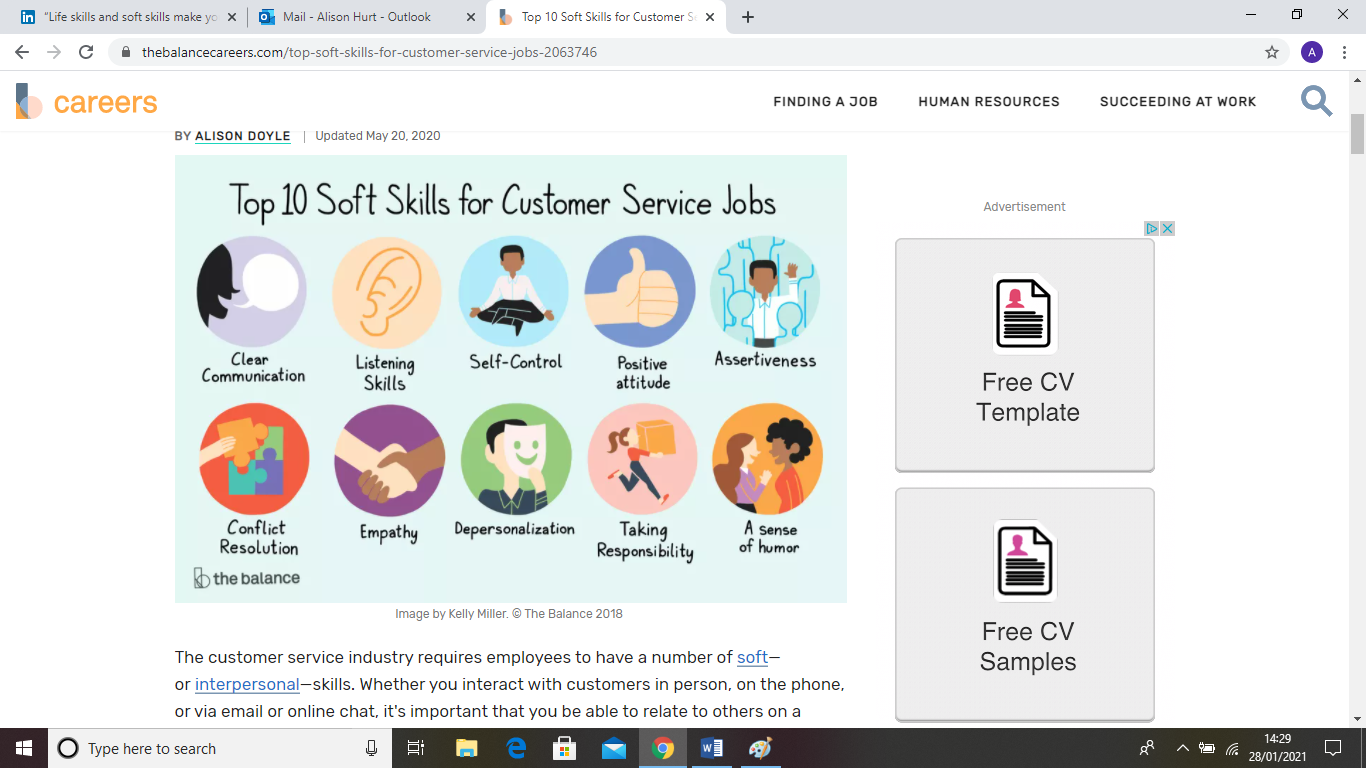 "Life skills and soft skills make yo
Mail - Alison Hurt - Outlook
Top 10 Soft Skills for Customer S
thebalancecareers.com/top-soft-skills-for-customer-service-jobs-2063746
A
careers
FINDING A JOB
HUMAN RESOURCES
SUCCEEDING AT WORK
BY ALISON DOYLE | Updated May 20, 2020
Top 10 Soft Skills for Customer Service Jobs
Clear
Communication
Listening
Skills
Self-Control
Positive
attitude
Assertiveness
Conflict
Resolution
Empathy
Depersonalization
Taking
Responsibility
A sense
of humor
the balance
Image by Kelly Miller. © The Balance 2018
The customer service industry requires employees to have a number of soft—
or interpersonal—skills. Whether you interact with customers in person, on the phone,
or via email or online chat, it's important that you be able to relate to others on a
Advertisement
Free CV
Template
Free CV
Samples
Type here to search
14:29
28/01/2021